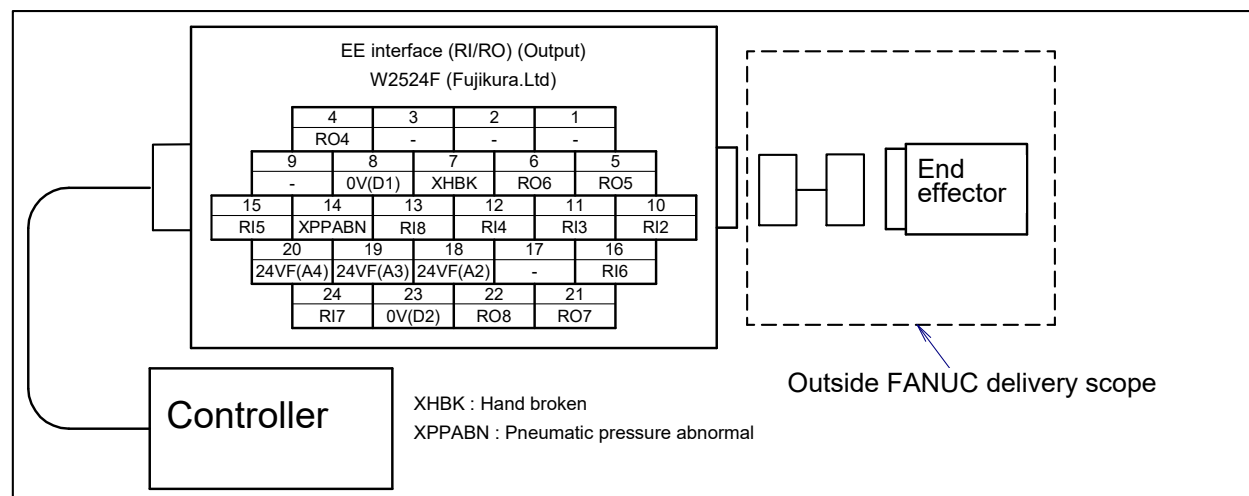 EE interface (RI/RO) (Output)
W2524F (Fujikura.Ltd)
4 3 2 1
RO4 - - -
9 8 7 6 5
- 0V(D1) XHBK RO6 RO5
15 14 13 12 11 10
RI5 XPPABN RI8 RI4 RI3 RI2
20 19 18 17 16
24VF(A4) 24VF(A3) 24VF(A2) - RI6
24 23 22 21
RI7 0V(D2) RO8 RO7
End
effector
Outside FANUC delivery scope
Controller
XHBK : Hand broken
XPPABN : Pneumatic pressure abnormal